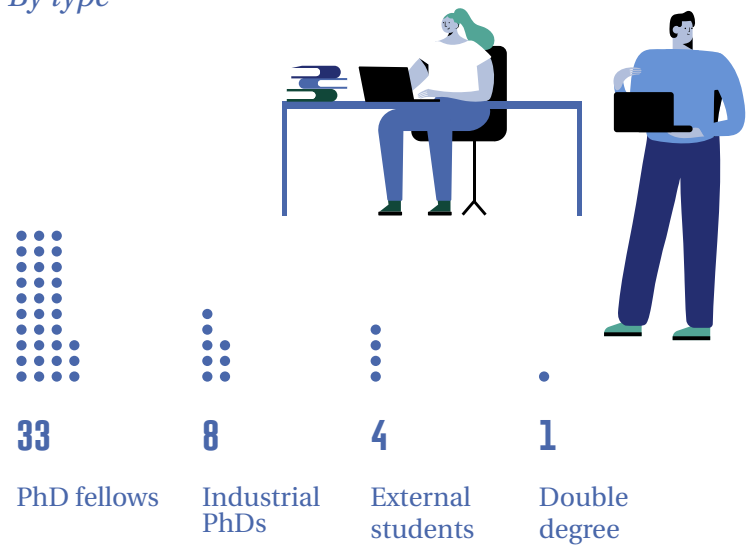 By type
33
PhD fellows
8
Industrial
PhDs
4
External
students
1
Double
degree